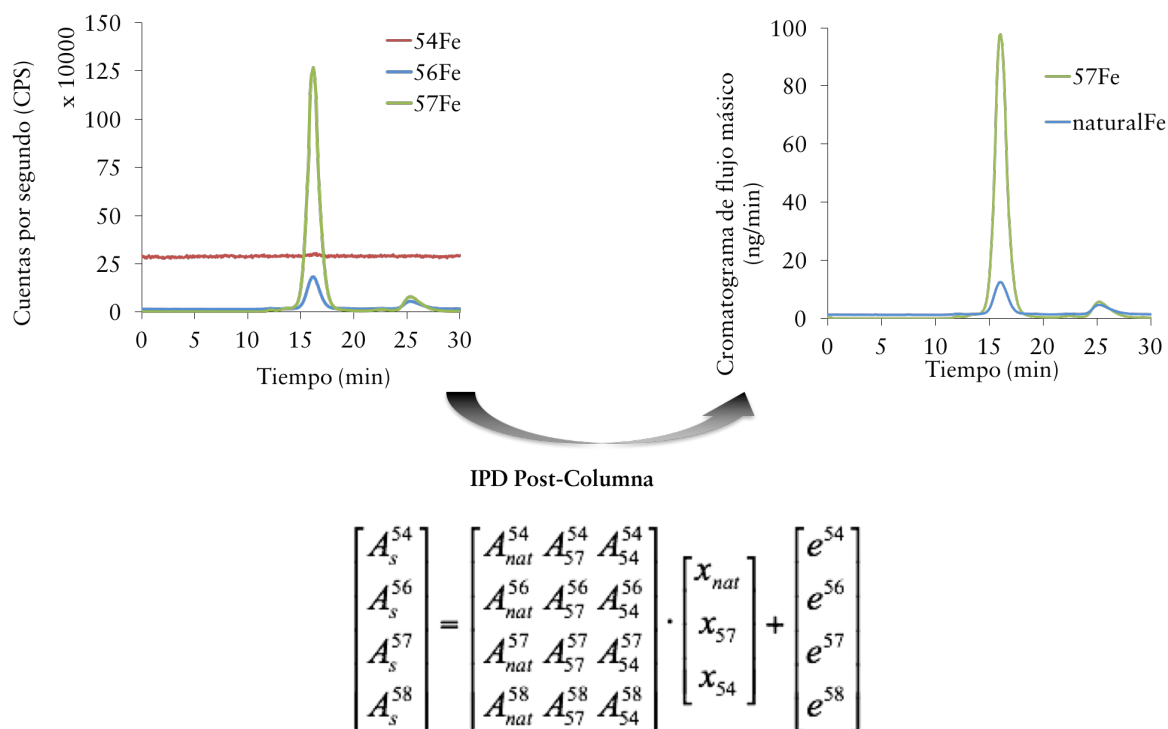 Cuentas por segundo (CPS)
x 10000
150
125
100
75
50
25
0
0 5 10 15 20 25 30
Tiempo (min)
54Fe
56Fe
57Fe
Cromatograma de flujo másico
(ng/min)
100
80
60
40
20
0
0 5 10 15 20 25 30
Tiempo (min)
57Fe
naturalFe
IPD Post-Columna
A_s^54 = A_nat^54 A_57^54 A_54^54 · x_nat + e^54
A_s^56 A_nat^56 A_57^56 A_54^56 x_57 e^56
A_s^57 A_nat^57 A_57^57 A_54^57 x_54 e^57
A_s^58 A_nat^58 A_57^58 A_54^58 e^58